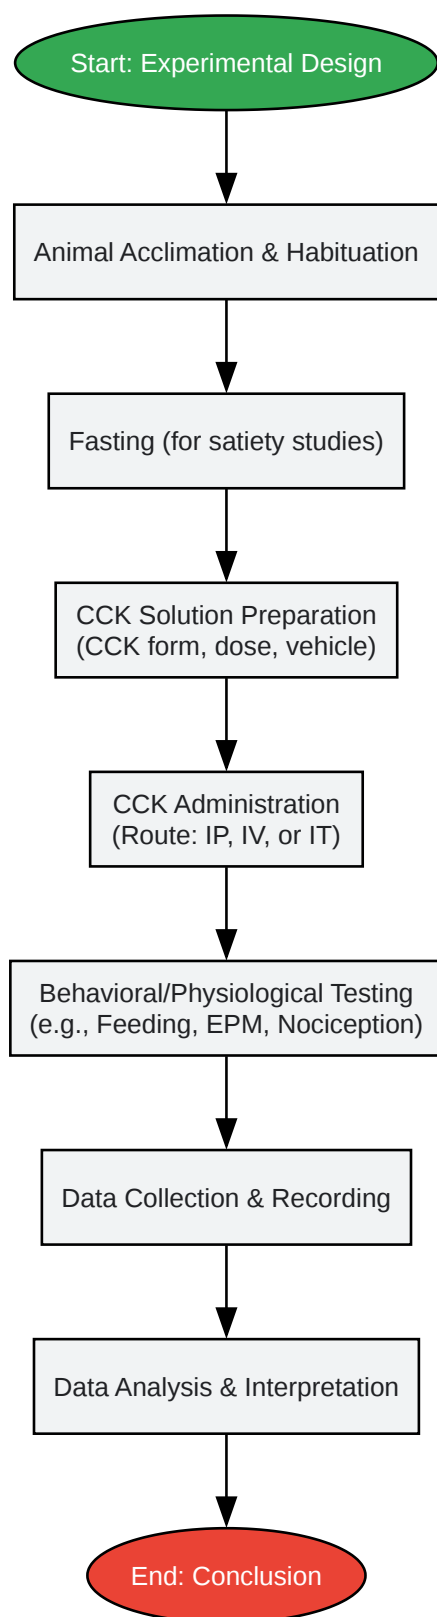 Start: Experimental Design
Animal Acclimation & Habituation
Fasting (for satiety studies)
CCK Solution Preparation
(CCK form, dose, vehicle)
CCK Administration
(Route: IP, IV, or IT)
Behavioral/Physiological Testing
(e.g., Feeding, EPM, Nociception)
Data Collection & Recording
Data Analysis & Interpretation
End: Conclusion